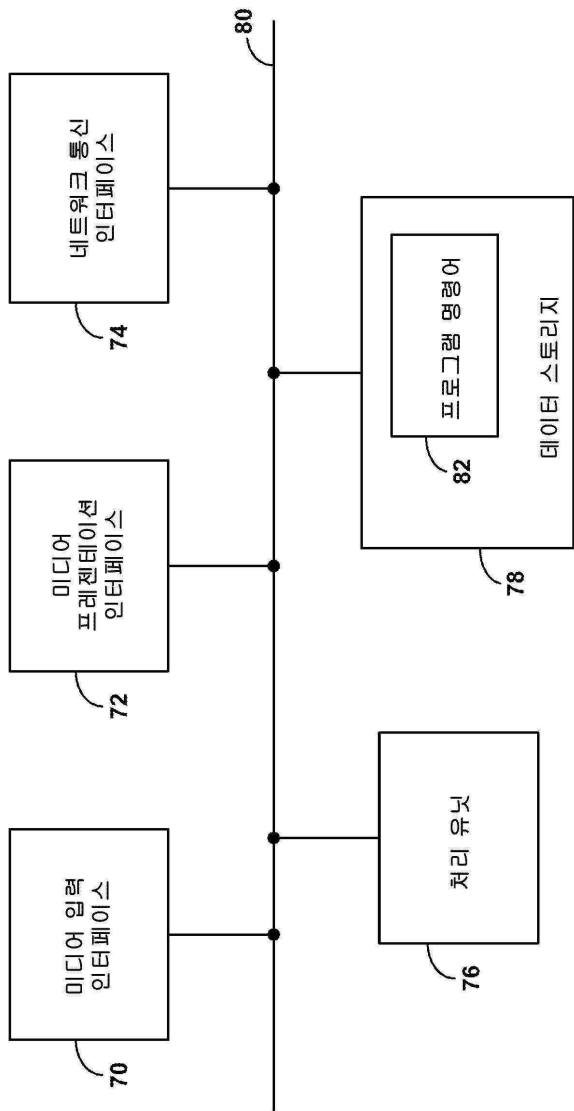 미디어 입력
인터페이스
70
미디어
프레젠테이션
인터페이스
72
네트워크 통신
인터페이스
74
80
처리 유닛
76
프로그램 명령어
82
데이터 스토리지
78